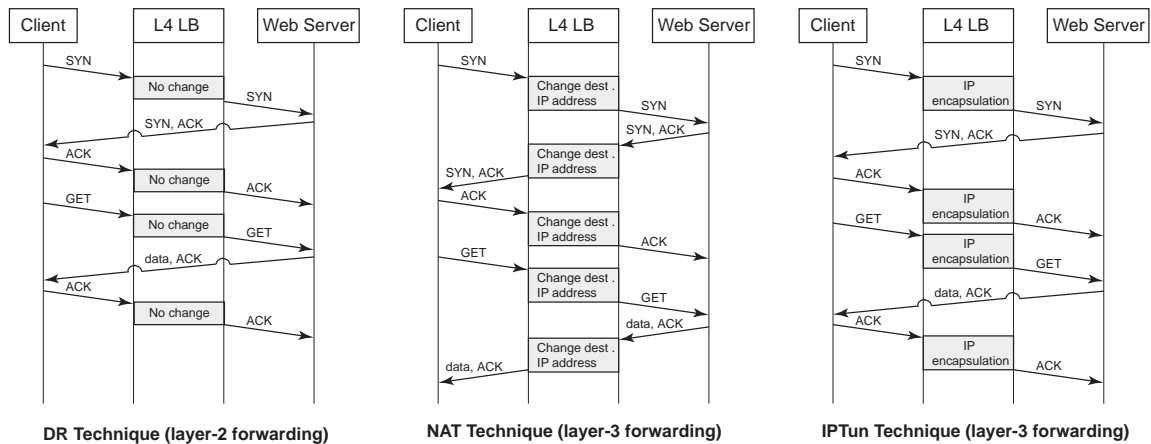 Client
L4 LB
Web Server
SYN
No change
SYN
SYN, ACK
ACK
No change
ACK
GET
No change
GET
data, ACK
ACK
No change
ACK
DR Technique (layer-2 forwarding)
Client
L4 LB
Web Server
SYN
Change dest .
IP address
SYN
SYN, ACK
Change dest .
IP address
SYN, ACK
ACK
Change dest .
IP address
ACK
GET
Change dest .
IP address
GET
data, ACK
Change dest .
IP address
data, ACK
NAT Technique (layer-3 forwarding)
Client
L4 LB
Web Server
SYN
IP
encapsulation
SYN
SYN, ACK
ACK
IP
encapsulation
ACK
GET
IP
encapsulation
GET
data, ACK
ACK
IP
encapsulation
ACK
IPTun Technique (layer-3 forwarding)